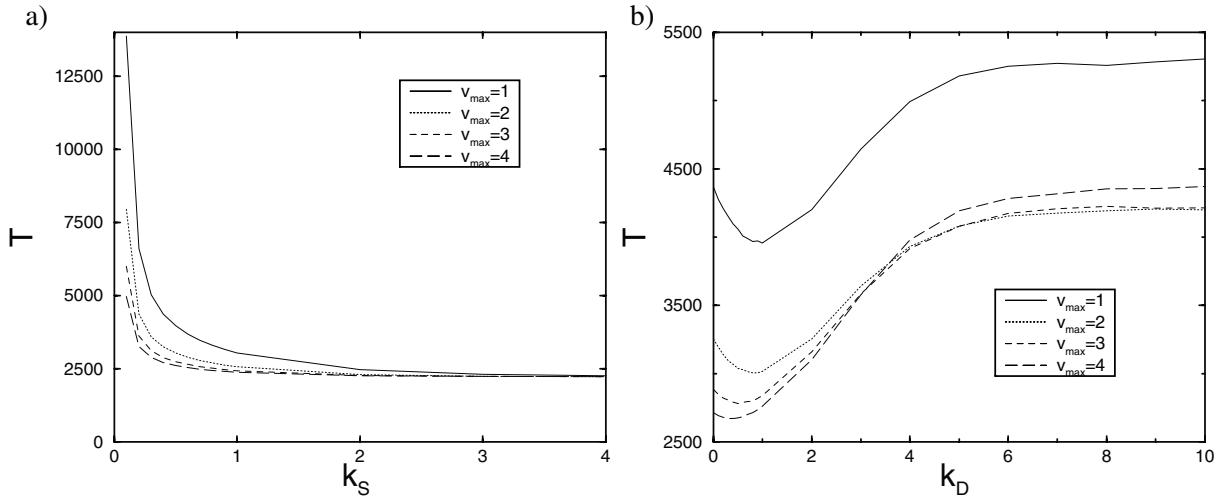 a)
12500
10000
7500
5000
2500
0
T
0 1 2 3 4
k_S
v_max=1
v_max=2
v_max=3
v_max=4
b)
5500
4500
3500
2500
T
0 2 4 6 8 10
k_D
v_max=1
v_max=2
v_max=3
v_max=4